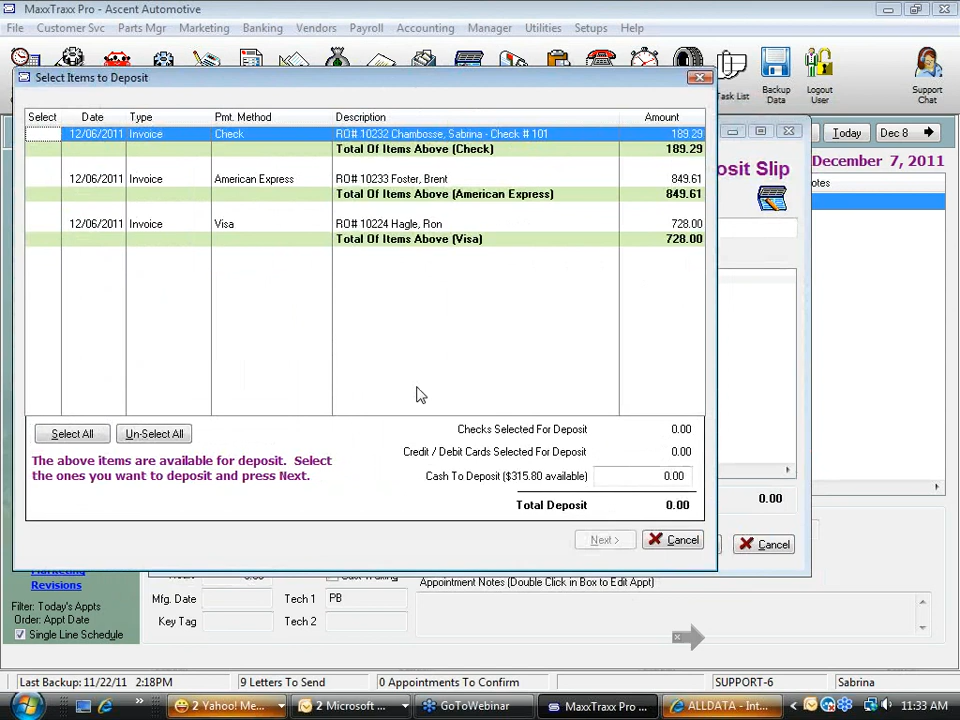 MaxxTraxx Pro - Ascent Automotive
File Customer Svc Parts Mgr Marketing Banking Vendors Payroll Accounting Manager Utilities Setups Help
Task List
Backup Data
Logout User
Support Chat
Select Items to Deposit
Select Date Type Pmt. Method Description Amount
12/06/2011 Invoice Check RO# 10232 Chambosse, Sabrina - Check # 101 189.29
Total Of Items Above (Check) 189.29
12/06/2011 Invoice American Express RO# 10233 Foster, Brent 849.61
Total Of Items Above (American Express) 849.61
12/06/2011 Invoice Visa RO# 10224 Hagle, Ron 728.00
Total Of Items Above (Visa) 728.00
Select All Un-Select All
The above items are available for deposit. Select
the ones you want to deposit and press Next.
Checks Selected For Deposit 0.00
Credit / Debit Cards Selected For Deposit 0.00
Cash To Deposit ($315.80 available) 0.00
Total Deposit 0.00
Next > Cancel
Today Dec 8
posit Slip
December 7, 2011
otes
0.00
Cancel
Revisions
Filter: Today's Appts
Order: Appt Date
Single Line Schedule
Mfg. Date
Key Tag
Tech 1 PB
Tech 2
Appointment Notes (Double Click in Box to Edit Appt)
Last Backup: 11/22/11 2:18PM 9 Letters To Send 0 Appointments To Confirm SUPPORT-6 Sabrina
2 Yahoo! Me... 2 Microsoft ... GoToWebinar MaxxTraxx Pro ... ALLDATA - Int... 11:33 AM